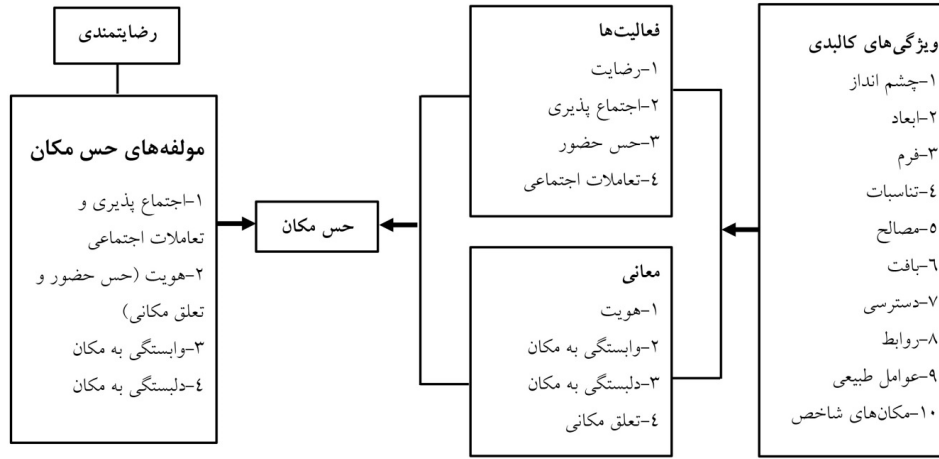 ویژگی‌های کالبدی
۱-چشم انداز
۲-ابعاد
۳-فرم
٤-تناسبات
۵-مصالح
٦-بافت
۷-دسترسی
۸-روابط
۹-عوامل طبیعی
۱۰-مکان‌های شاخص
فعالیت‌ها
۱-رضایت
۲-اجتماع پذیری
۳-حس حضور
٤-تعاملات اجتماعی
معانی
۱-هویت
۲-وابستگی به مکان
۳-دلبستگی به مکان
٤-تعلق مکانی
حس مکان
رضایتمندی
مولفه‌های حس مکان
۱-اجتماع پذیری و
تعاملات اجتماعی
۲-هویت (حس حضور و
تعلق مکانی)
۳-وابستگی به مکان
٤-دلبستگی به مکان